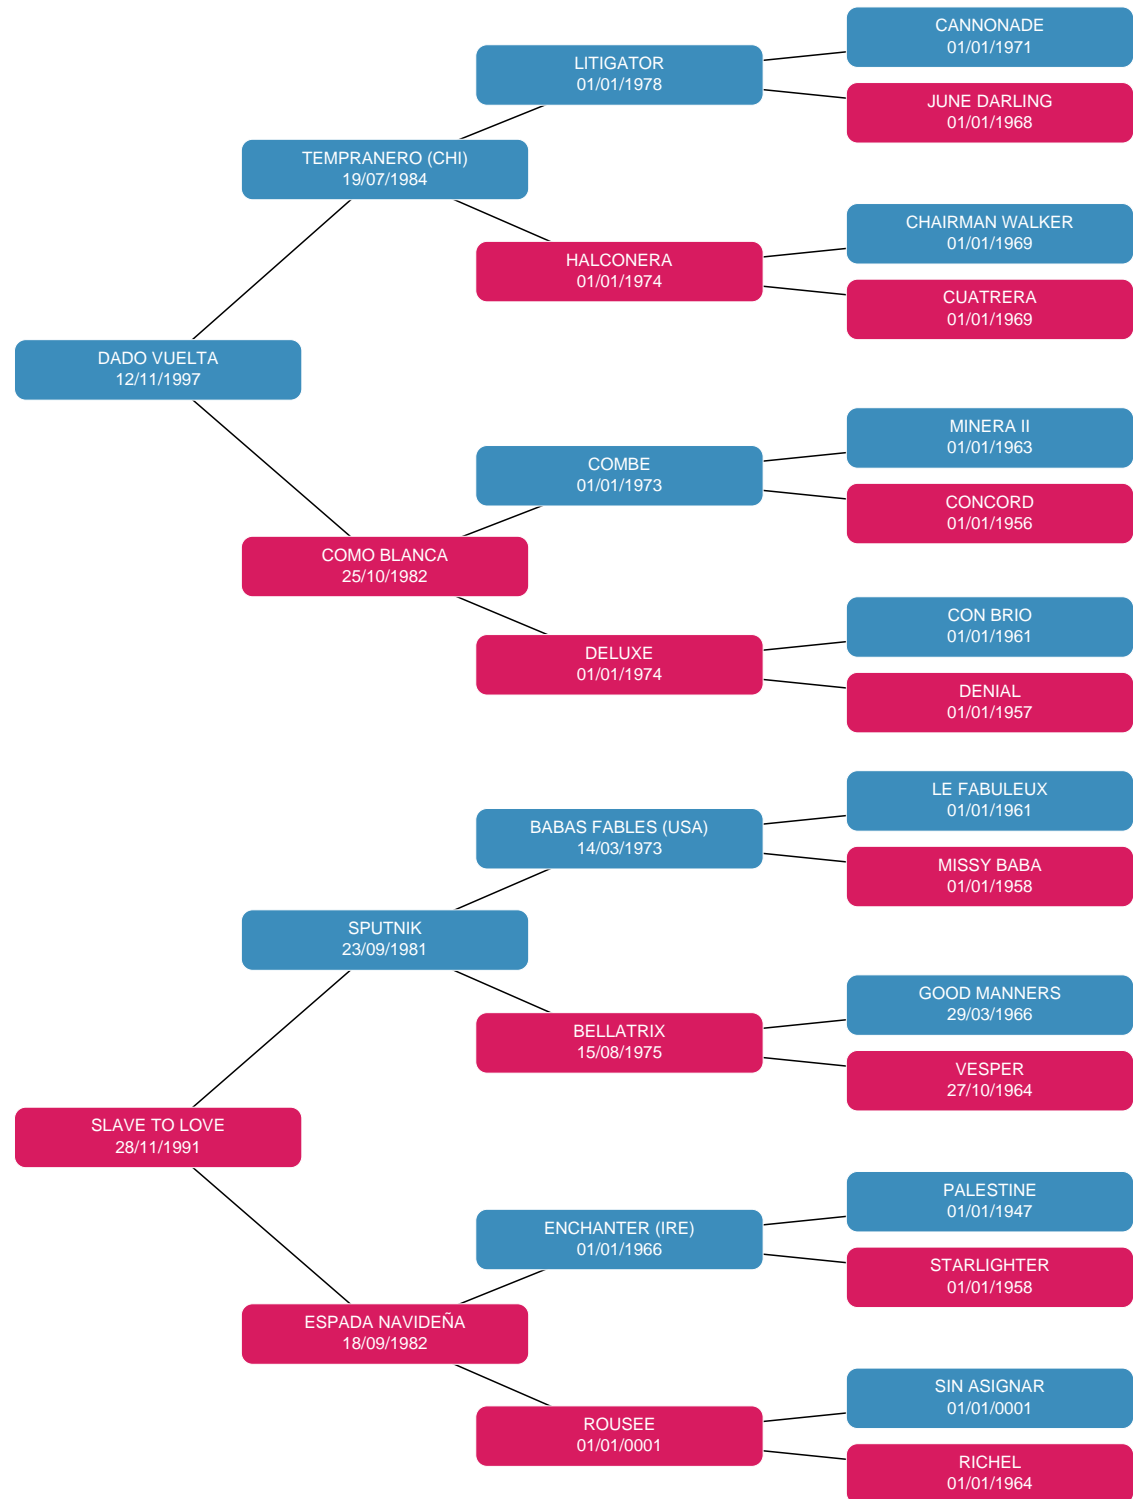 CANNONADE
01/01/1971
LITIGATOR
01/01/1978
JUNE DARLING
01/01/1968
TEMPRANERO (CHI)
19/07/1984
CHAIRMAN WALKER
01/01/1969
HALCONERA
01/01/1974
CUATRERA
01/01/1969
DADO VUELTA
12/11/1997
MINERA II
01/01/1963
COMBE
01/01/1973
CONCORD
01/01/1956
COMO BLANCA
25/10/1982
CON BRIO
01/01/1961
DELUXE
01/01/1974
DENIAL
01/01/1957
LE FABULEUX
01/01/1961
BABAS FABLES (USA)
14/03/1973
MISSY BABA
01/01/1958
SPUTNIK
23/09/1981
GOOD MANNERS
29/03/1966
BELLATRIX
15/08/1975
VESPER
27/10/1964
SLAVE TO LOVE
28/11/1991
PALESTINE
01/01/1947
ENCHANTER (IRE)
01/01/1966
STARLIGHTER
01/01/1958
ESPADA NAVIDEÑA
18/09/1982
SIN ASIGNAR
01/01/0001
ROUSEE
01/01/0001
RICHEL
01/01/1964